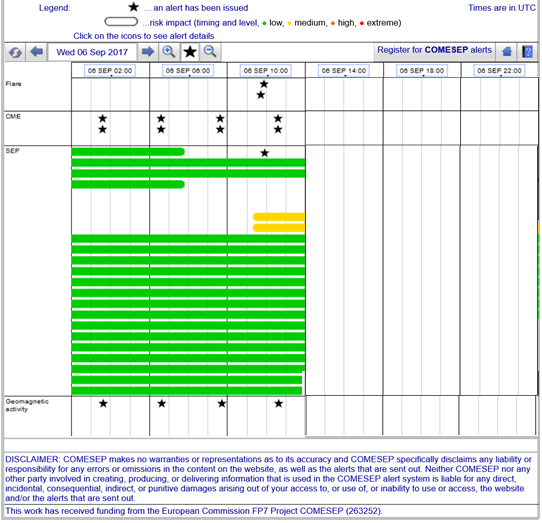 Legend: ★ ... an alert has been issued Times are in UTC
...risk impact (timing and level, ● low, ● medium, ● high, ● extreme)
Click on the icons to see alert details
Wed 06 Sep 2017 Register for COMESEP alerts
06 SEP 02:00 06 SEP 06:00 06 SEP 10:00 06 SEP 14:00 06 SEP 18:00 06 SEP 22:00
Flare
CME
SEP
Geomagnetic
activity
DISCLAIMER: COMESEP makes no warranties or representations as to its accuracy and COMESEP specifically disclaims any liability or
responsibility for any errors or omissions in the content on the website, as well as the alerts that are sent out. Neither COMESEP nor any
other party involved in creating, producing, or delivering information that is used in the COMESEP alert system is liable for any direct,
incidental, consequential, indirect, or punitive damages arising out of your access to, or use of, or inability to use or access, the website
and/or the alerts that are sent out.
This work has received funding from the European Commission FP7 Project COMESEP (263252).